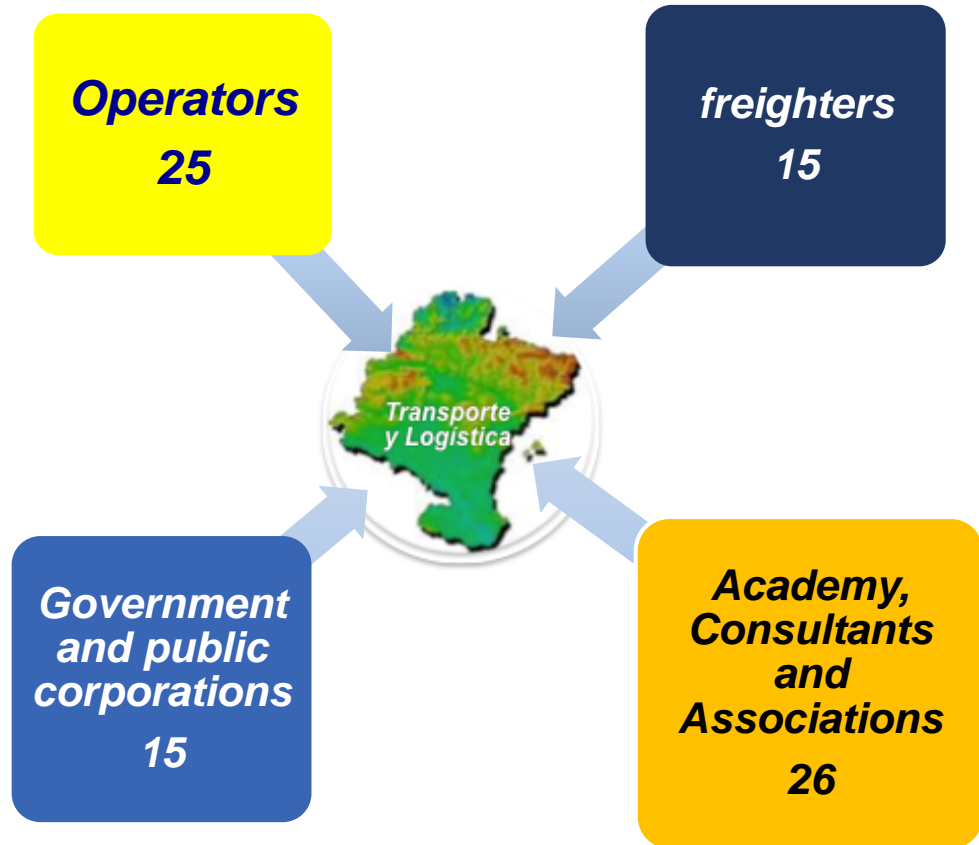 Operators
25
freighters
15
Transporte
y Logística
Government
and public
corporations
15
Academy,
Consultants
and
Associations
26